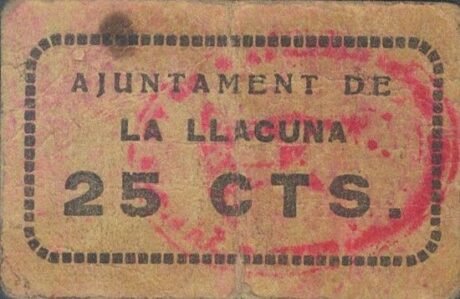 AJUNTAMENT DE
LA LLACUNA
25 CTS.